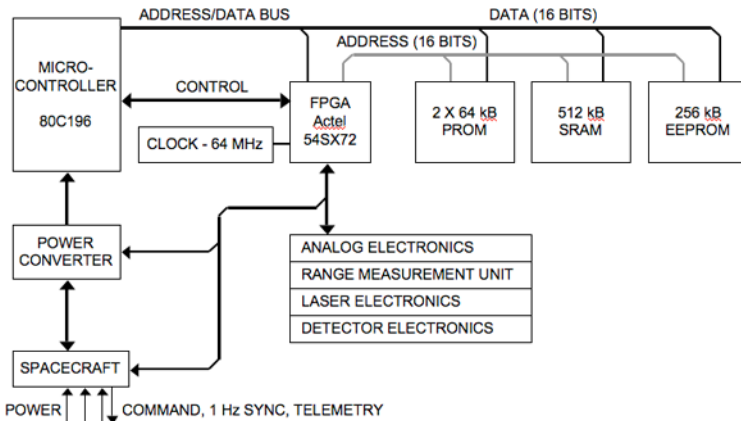 ADDRESS/DATA BUS
DATA (16 BITS)
ADDRESS (16 BITS)
MICRO-
CONTROLLER
80C196
CONTROL
FPGA
Actel
54SX72
2 X 64 kB
PROM
512 kB
SRAM
256 kB
EEPROM
CLOCK - 64 MHz
POWER
CONVERTER
ANALOG ELECTRONICS
RANGE MEASUREMENT UNIT
LASER ELECTRONICS
DETECTOR ELECTRONICS
SPACECRAFT
POWER
COMMAND, 1 Hz SYNC, TELEMETRY